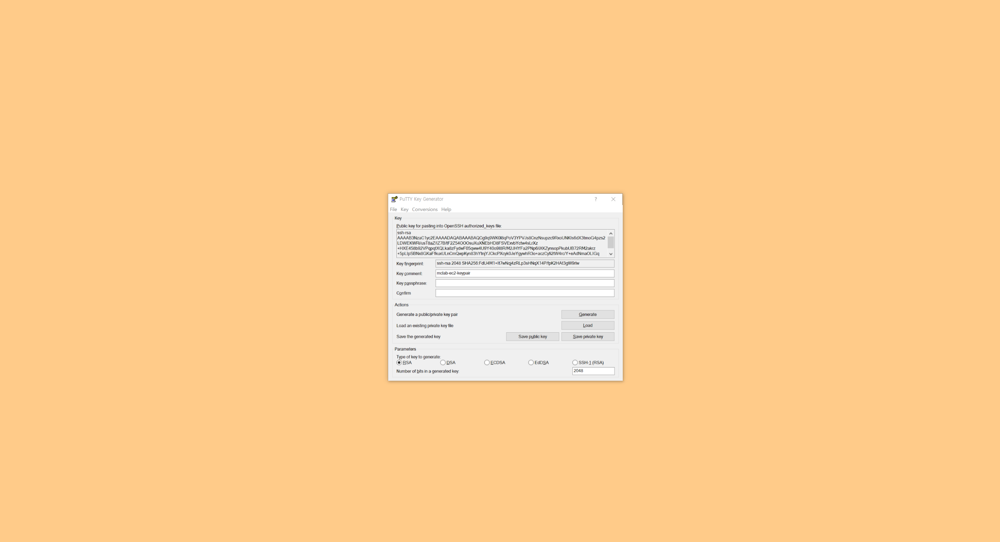 PuTTY Key Generator ?
File Key Conversions Help
Key
Public key for pasting into OpenSSH authorized_keys file:
ssh-rsa
AAAAB3NzaC1yc2EAAAADAQABAAABAQCg9q9WK0I8qPoV3YPVJs8CnzNsupzc9RxoUNKIs6dX3tmoG4pzs2
LDWEKWRi/usT8aZ/IZ7B/tF2Z54OOOsuXuXNEbHD8FSVExvbYctw4sLrXz
+HXE458b92VPqpqtXQLka8zFydwF05qww4U9Y40o9I8R/M2JHYFa2PNp6/iXKZynsopPkubUB72RM2akrz
+5pLIpSBNx8GKaFfkuxULnCmQwpKyn83hYtnjYJCkcPXcyk0JeYgywhR3o+aczCyfi2tW4rc/Y+eAdNmaOLIGq
Key fingerprint: ssh-rsa 2048 SHA256:FdU4M1+It7wNqj4zRLp3sHNqX14P/fpK2HAt3gW9rlw
Key comment: mclab-ec2-keypair
Key passphrase:
Confirm
Actions
Generate a public/private key pair Generate
Load an existing private key file Load
Save the generated key Save public key Save private key
Parameters
Type of key to generate:
RSA DSA ECDSA EdDSA SSH-1 (RSA)
Number of bits in a generated key: 2048